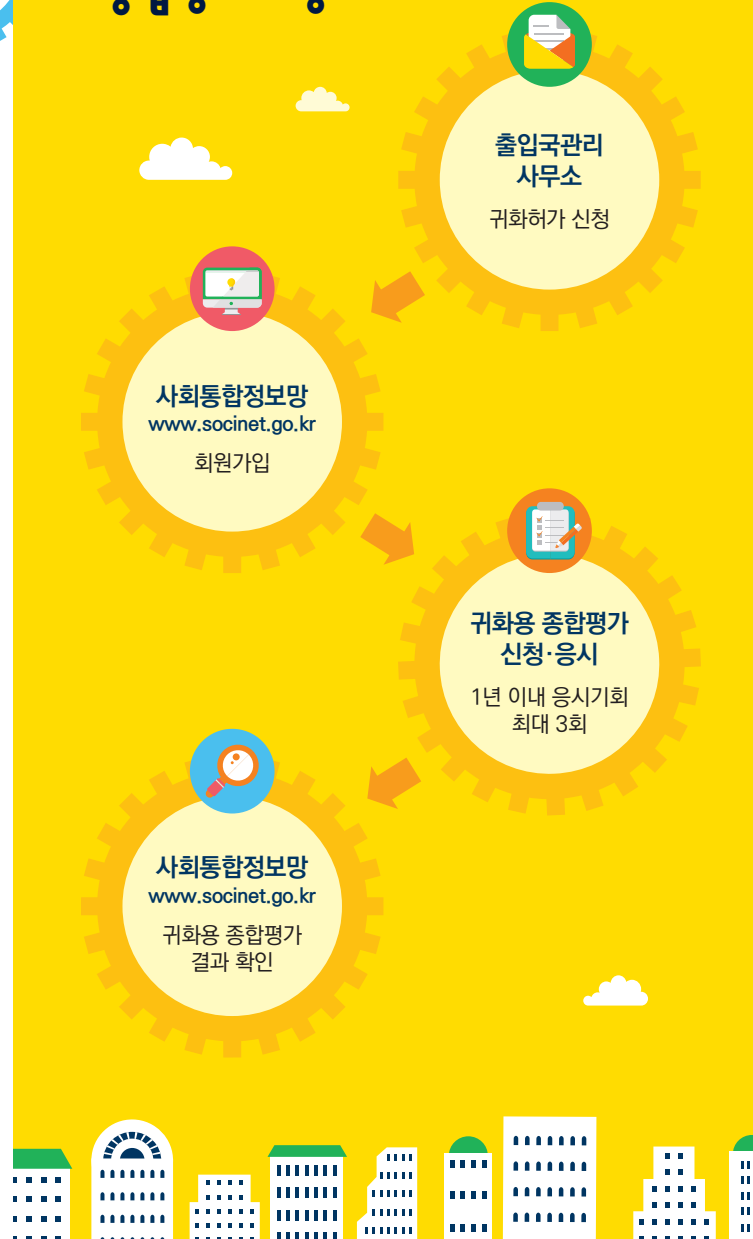 출입국관리
사무소
귀화허가 신청
사회통합정보망
www.socinet.go.kr
회원가입
귀화용 종합평가
신청·응시
1년 이내 응시기회
최대 3회
사회통합정보망
www.socinet.go.kr
귀화용 종합평가
결과 확인